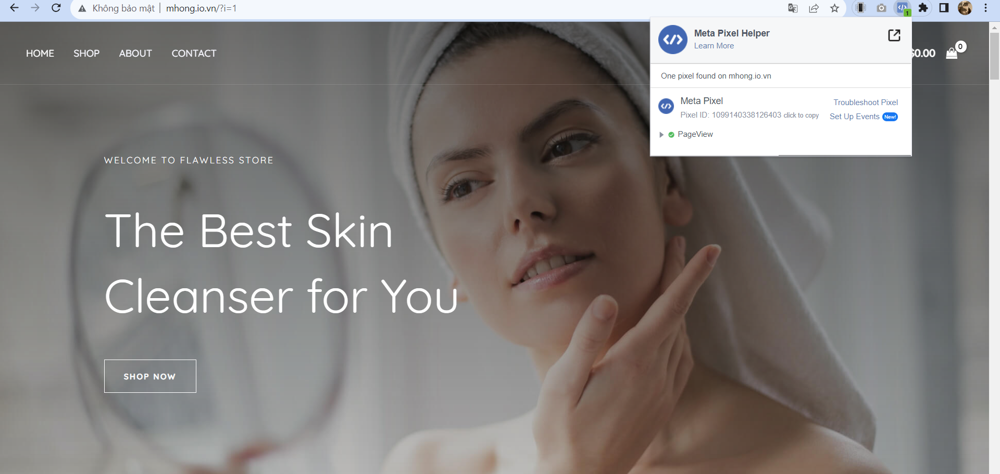 Không bảo mật | mhong.io.vn/?i=1
1
Meta Pixel Helper
Learn More
HOME SHOP ABOUT CONTACT
$0.00 0
One pixel found on mhong.io.vn
Meta Pixel
Troubleshoot Pixel
Pixel ID: 1099140338126403 click to copy
Set Up Events New!
PageView
WELCOME TO FLAWLESS STORE
The Best Skin
Cleanser for You
SHOP NOW